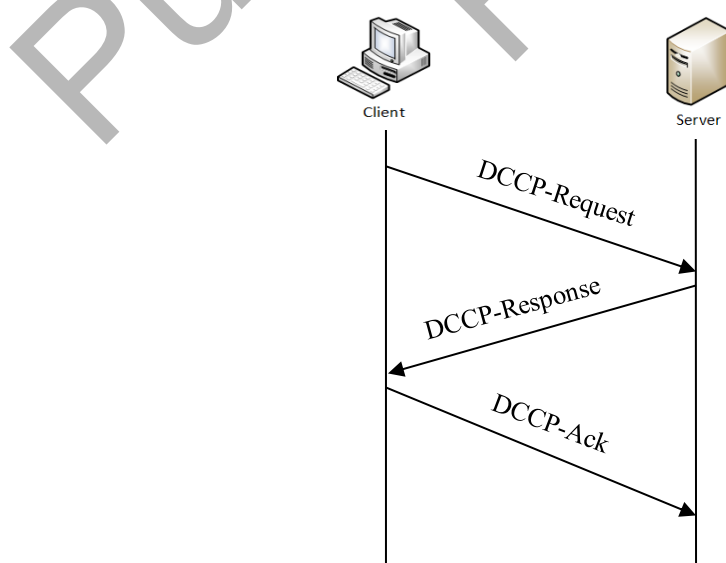 Client
Server
DCCP-Request
DCCP-Response
DCCP-Ack